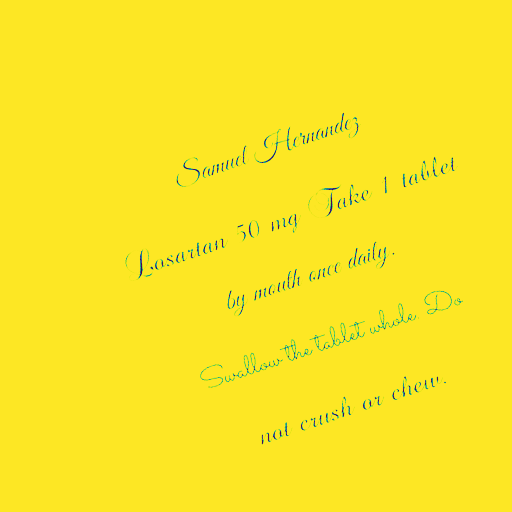 Samuel Hernandez
Losartan 50 mg Take 1 tablet
by mouth once daily.
Swallow the tablet whole. Do
not crush or chew.